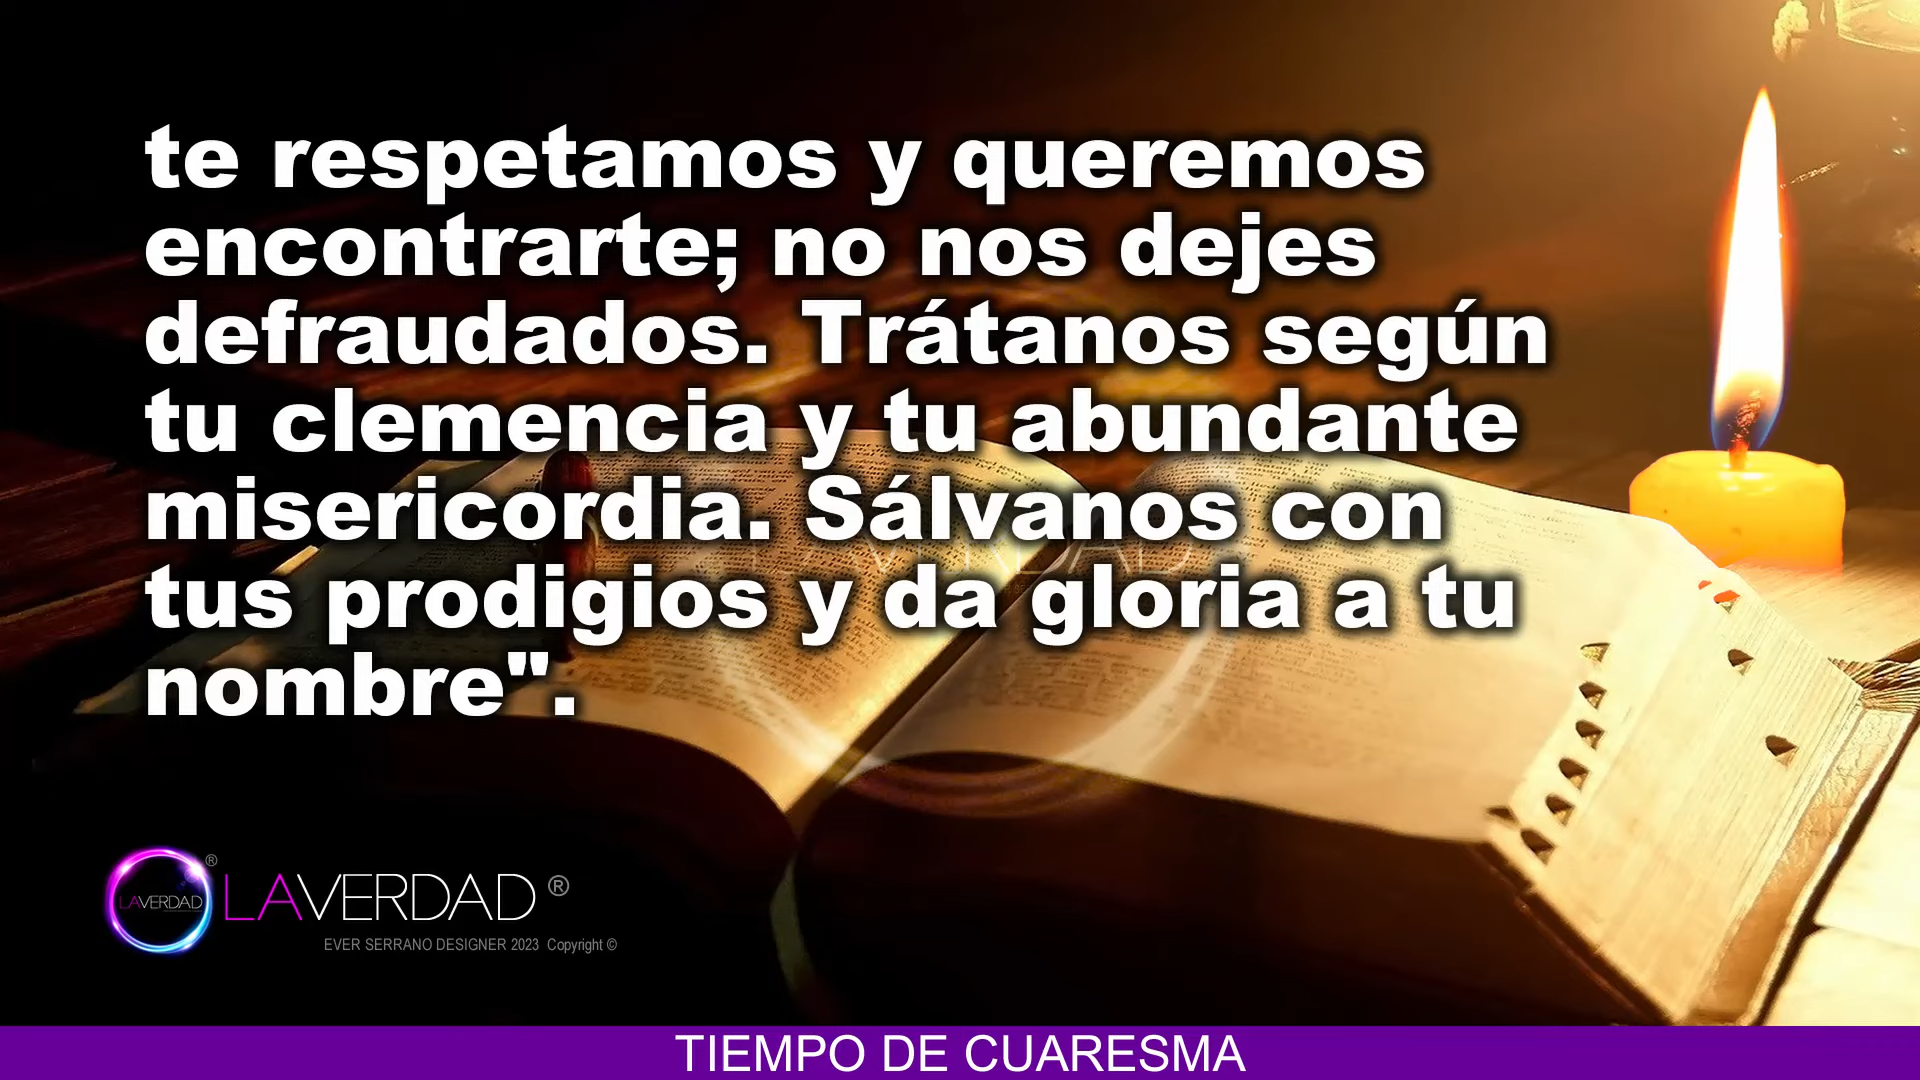 te respetamos y queremos
encontrarte; no nos dejes
defraudados. Trátanos según
tu clemencia y tu abundante
misericordia. Sálvanos con
tus prodigios y da gloria a tu
nombre".
LAVERDAD ®
LAVERDAD ®
EVER SERRANO DESIGNER 2023 Copyright ©
TIEMPO DE CUARESMA